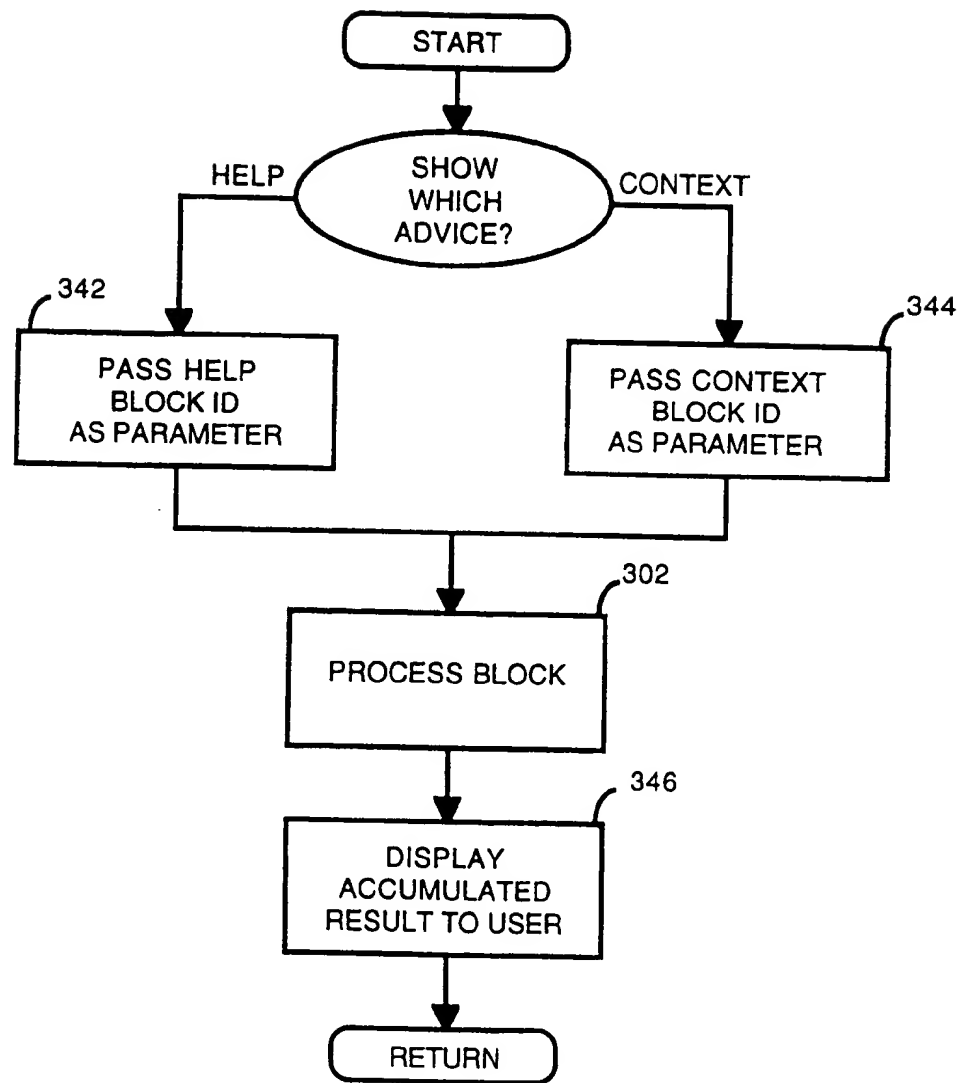 START
SHOW
WHICH
ADVICE?
HELP
CONTEXT
342
PASS HELP
BLOCK ID
AS PARAMETER
344
PASS CONTEXT
BLOCK ID
AS PARAMETER
302
PROCESS BLOCK
346
DISPLAY
ACCUMULATED
RESULT TO USER
RETURN